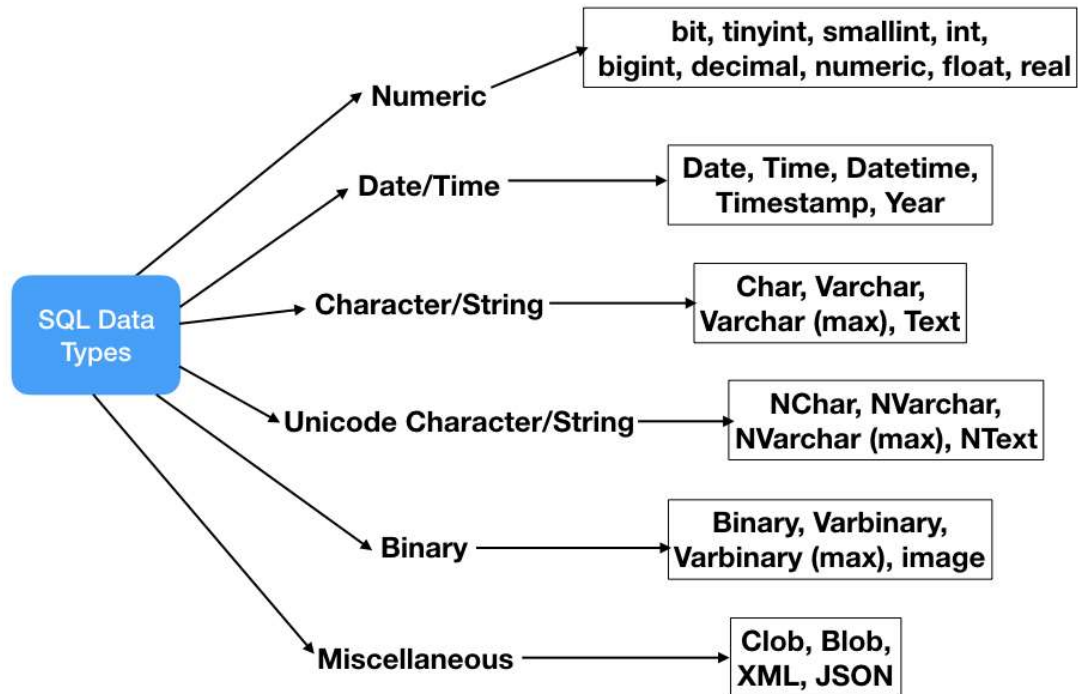 bit, tinyint, smallint, int,
bigint, decimal, numeric, float, real
Numeric
Date, Time, Datetime,
Timestamp, Year
Date/Time
Char, Varchar,
Varchar (max), Text
Character/String
SQL Data
Types
NChar, NVarchar,
NVarchar (max), NText
Unicode Character/String
Binary, Varbinary,
Varbinary (max), image
Binary
Clob, Blob,
XML, JSON
Miscellaneous